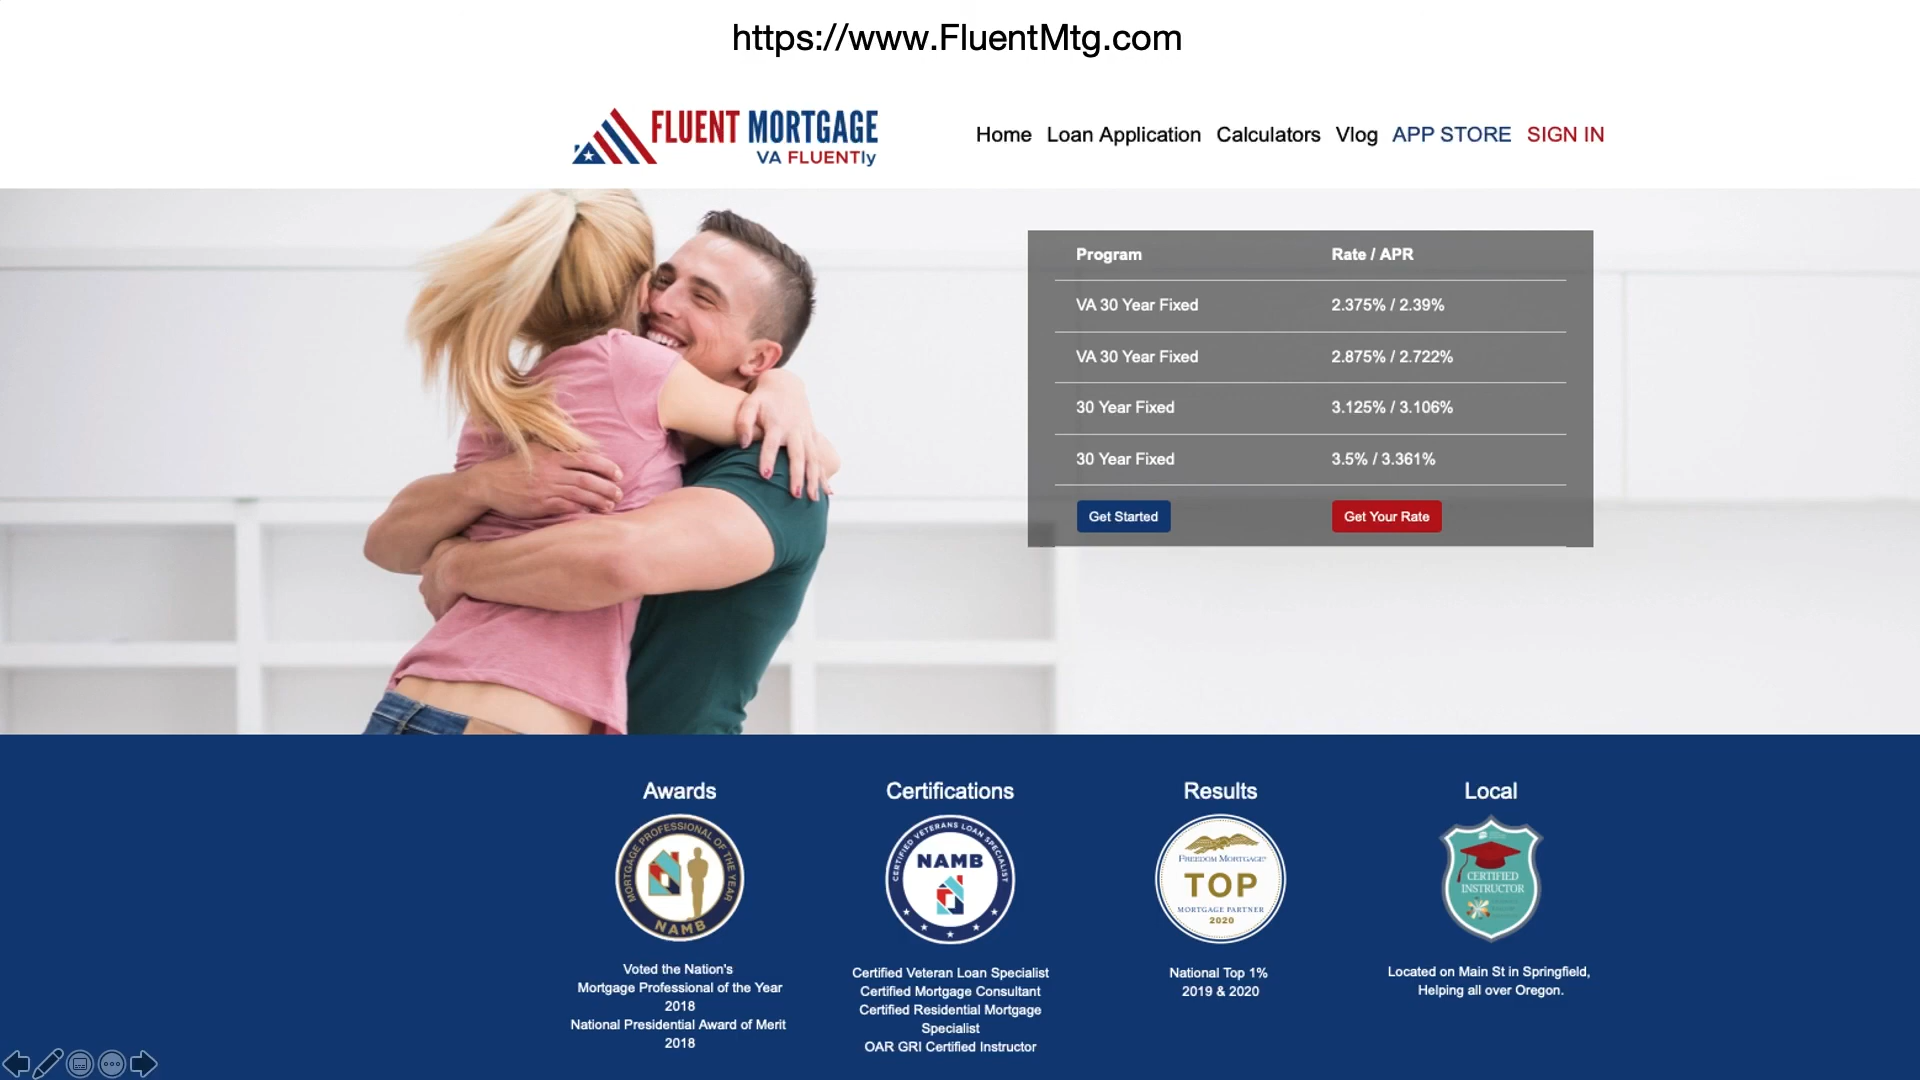 https://www.FluentMtg.com
FLUENT MORTGAGE
VA FLUENTly
Home Loan Application Calculators Vlog APP STORE SIGN IN
Program Rate / APR
VA 30 Year Fixed 2.375% / 2.39%
VA 30 Year Fixed 2.875% / 2.722%
30 Year Fixed 3.125% / 3.106%
30 Year Fixed 3.5% / 3.361%
Get Started Get Your Rate
Awards
MORTGAGE PROFESSIONAL OF THE YEAR
NAMB
Voted the Nation's
Mortgage Professional of the Year
2018
National Presidential Award of Merit
2018
Certifications
CERTIFIED VETERANS LOAN SPECIALIST
NAMB
Certified Veteran Loan Specialist
Certified Mortgage Consultant
Certified Residential Mortgage
Specialist
OAR GRI Certified Instructor
Results
FREEDOM MORTGAGE
TOP
MORTGAGE PARTNER
2020
National Top 1%
2019 & 2020
Local
CERTIFIED
INSTRUCTOR
Located on Main St in Springfield,
Helping all over Oregon.